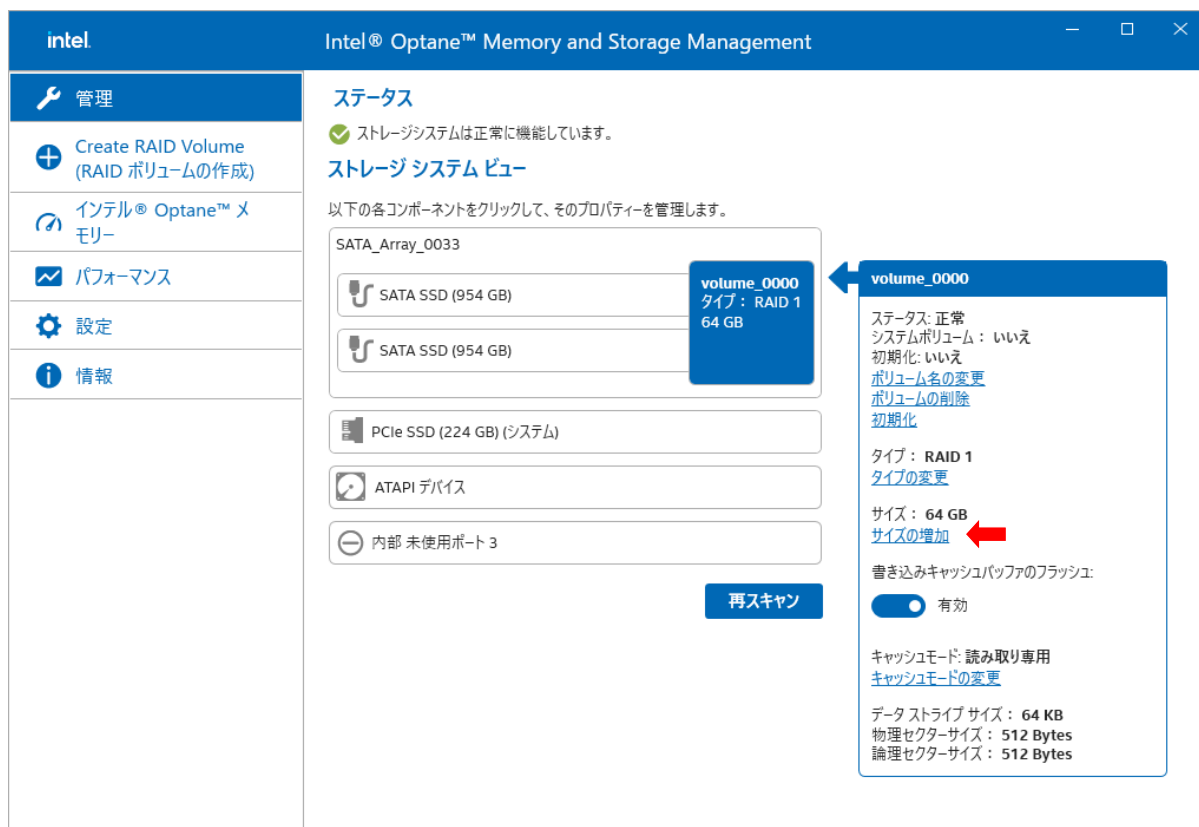 intel.
Intel® Optane™ Memory and Storage Management
管理
Create RAID Volume
(RAID ボリュームの作成)
インテル® Optane™ メ
モリー
パフォーマンス
設定
情報
ステータス
ストレージシステムは正常に機能しています。
ストレージ システム ビュー
以下の各コンポーネントをクリックして、そのプロパティーを管理します。
SATA_Array_0033
SATA SSD (954 GB)
SATA SSD (954 GB)
volume_0000
タイプ： RAID 1
64 GB
PCIe SSD (224 GB) (システム)
ATAPI デバイス
内部 未使用ポート 3
再スキャン
volume_0000
ステータス: 正常
システムボリューム： いいえ
初期化: いいえ
ボリューム名の変更
ボリュームの削除
初期化
タイプ： RAID 1
タイプの変更
サイズ： 64 GB
サイズの増加
書き込みキャッシュバッファのフラッシュ:
有効
キャッシュモード: 読み取り専用
キャッシュモードの変更
データ ストライプ サイズ： 64 KB
物理セクターサイズ： 512 Bytes
論理セクターサイズ： 512 Bytes